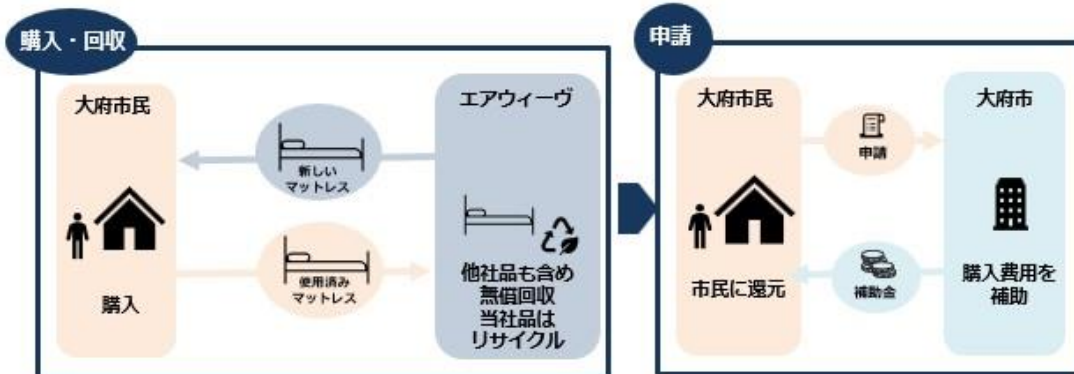 購入・回収
大府市民
購入
新しい
マットレス
使用済み
マットレス
エアウィーヴ
他社品も含め
無償回収
当社品は
リサイクル
申請
大府市民
市民に還元
申請
補助金
大府市
購入費用を
補助